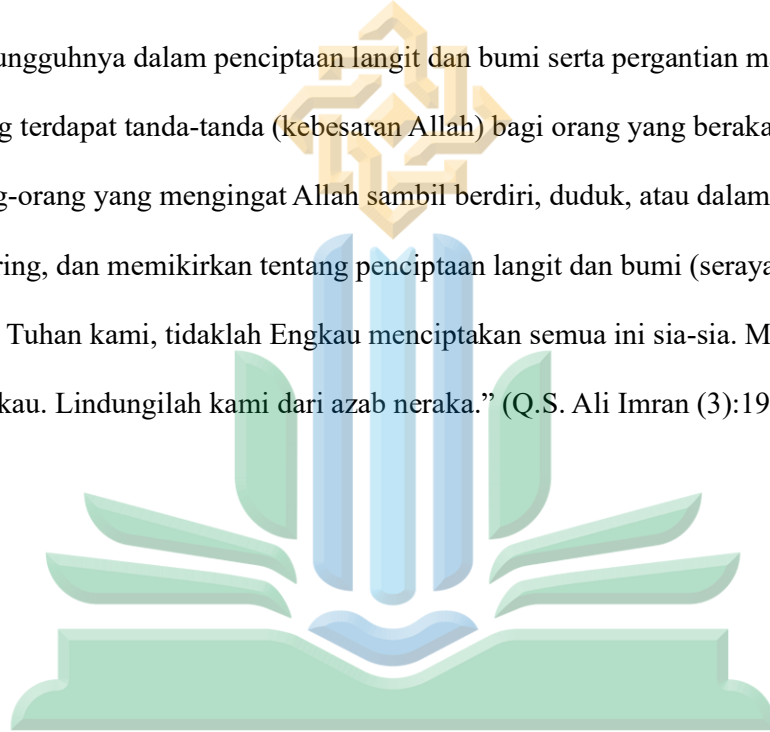 ungguhnya dalam penciptaan langit dan bumi serta pergantian m
g terdapat tanda-tanda (kebesaran Allah) bagi orang yang beraka
g-orang yang mengingat Allah sambil berdiri, duduk, atau dalam
ring, dan memikirkan tentang penciptaan langit dan bumi (seraya
Tuhan kami, tidaklah Engkau menciptakan semua ini sia-sia. M
kau. Lindungilah kami dari azab neraka.” (Q.S. Ali Imran (3):19